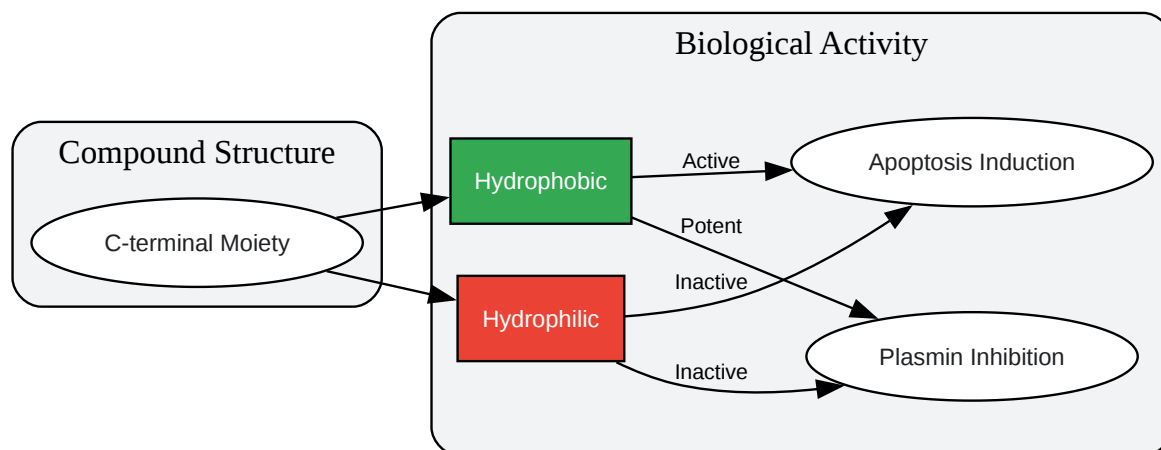 Biological Activity
Compound Structure
C-terminal Moiety
Hydrophobic
Hydrophilic
Active
Potent
Inactive
Inactive
Apoptosis Induction
Plasmin Inhibition